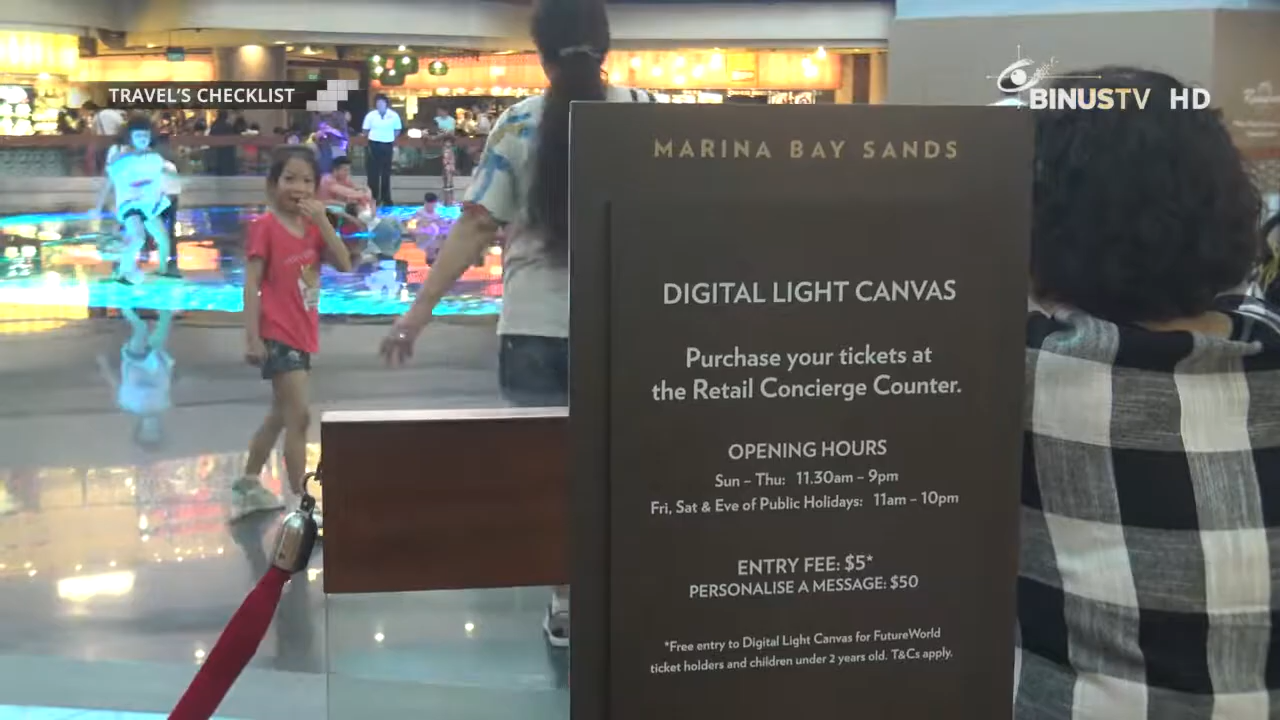 TRAVEL'S CHECKLIST
BINUSTV HD
MARINA BAY SANDS
DIGITAL LIGHT CANVAS
Purchase your tickets at
the Retail Concierge Counter.
OPENING HOURS
Sun – Thu: 11.30am – 9pm
Fri, Sat & Eve of Public Holidays: 11am – 10pm
ENTRY FEE: $5*
PERSONALISE A MESSAGE: $50
*Free entry to Digital Light Canvas for FutureWorld
ticket holders and children under 2 years old. T&Cs apply.